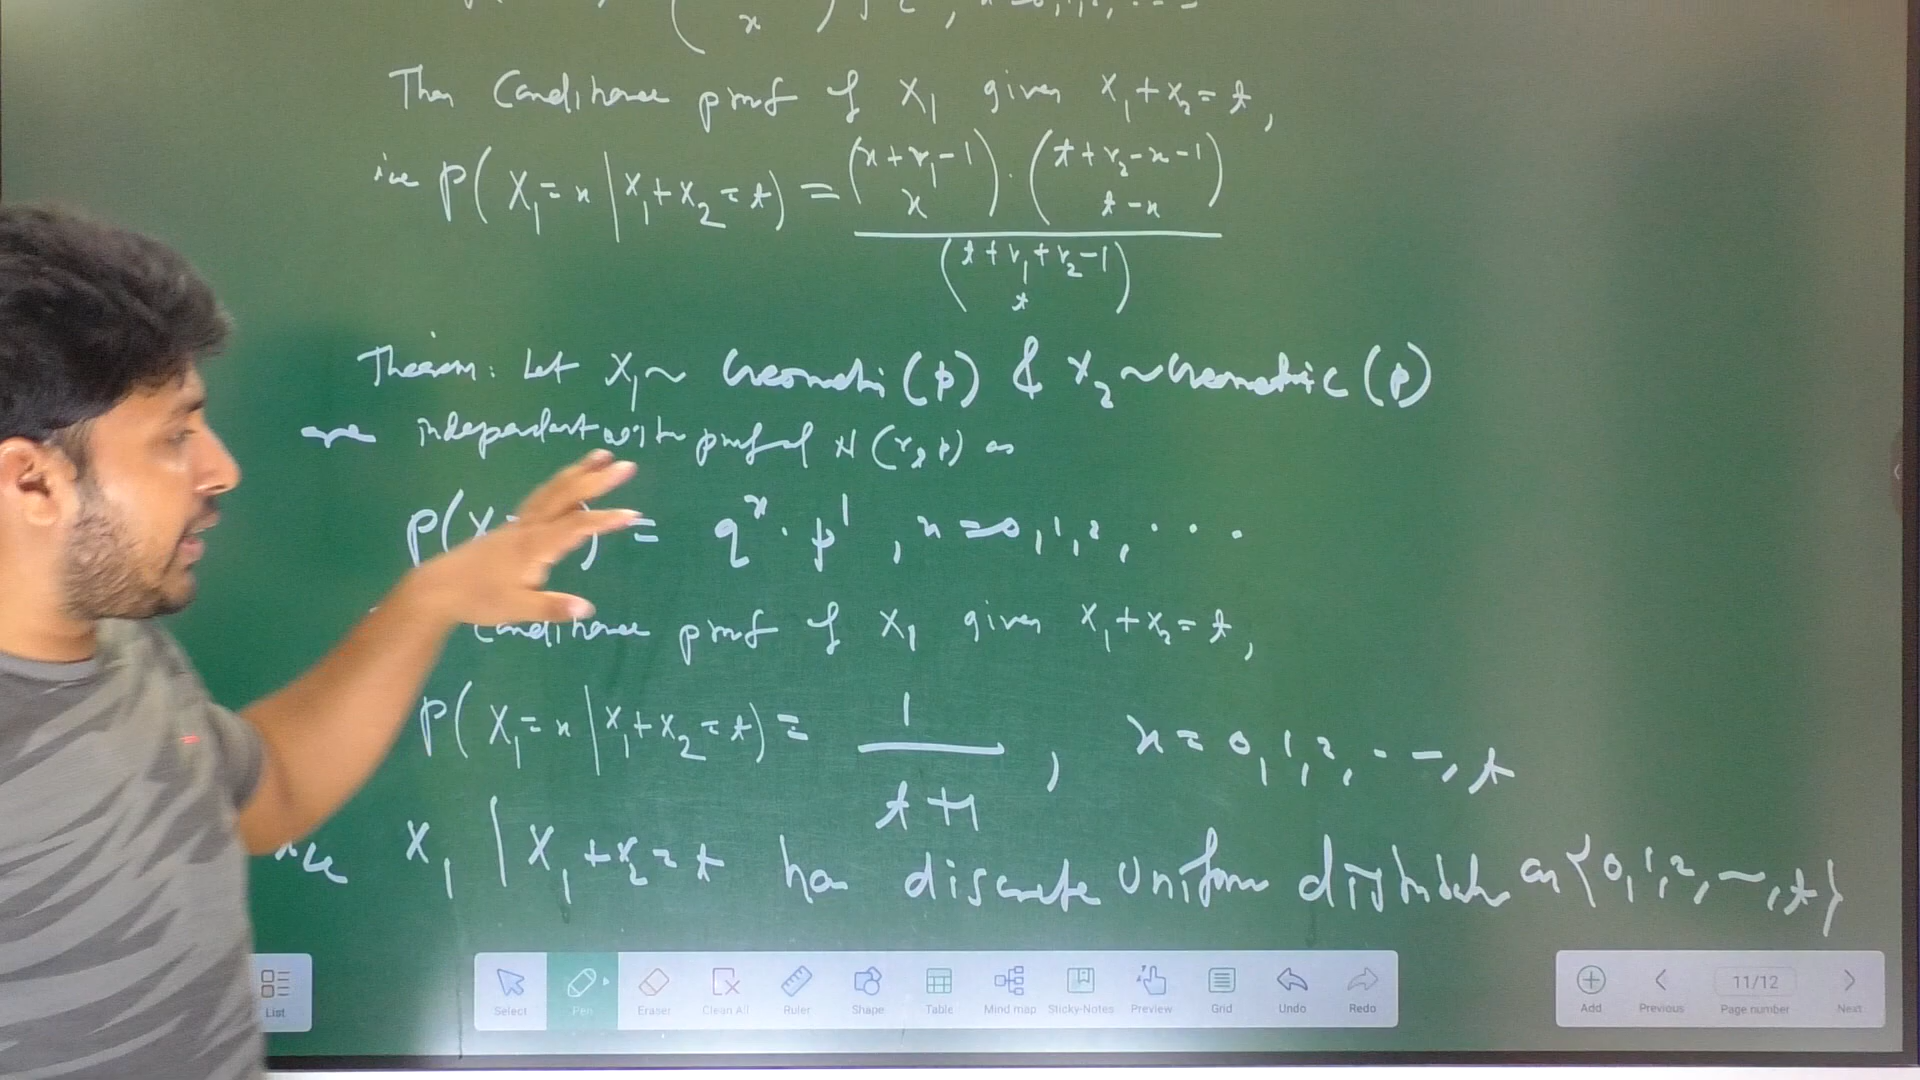 Then Conditional pmf of X₁ given X₁+X₂=t,
i.e P(X₁=x | X₁+X₂=t) = (x+r₁-1 x) . (t+r₂-x-1 t-x)
(t+r₁+r₂-1 t)
Theorem: Let X₁ ~ Geometric(p) & X₂ ~ Geometric(p)
are independent with pmf of (r, p) as
P(X ) = qˣ . p¹ , x=0,1,2, . . .
Conditional pmf of X₁ given X₁+X₂=t,
P(X₁=x | X₁+X₂=t) = 1 / t+1 , x=0,1,2, - - -, t
i.e X₁ | X₁+X₂=t has discrete Uniform distribution on {0,1,2, --, t}
List
Select Pen Eraser Clean All Ruler Shape Table Mind map Sticky-Notes Preview Grid Undo Redo
Add Previous 11/12 Page number Next